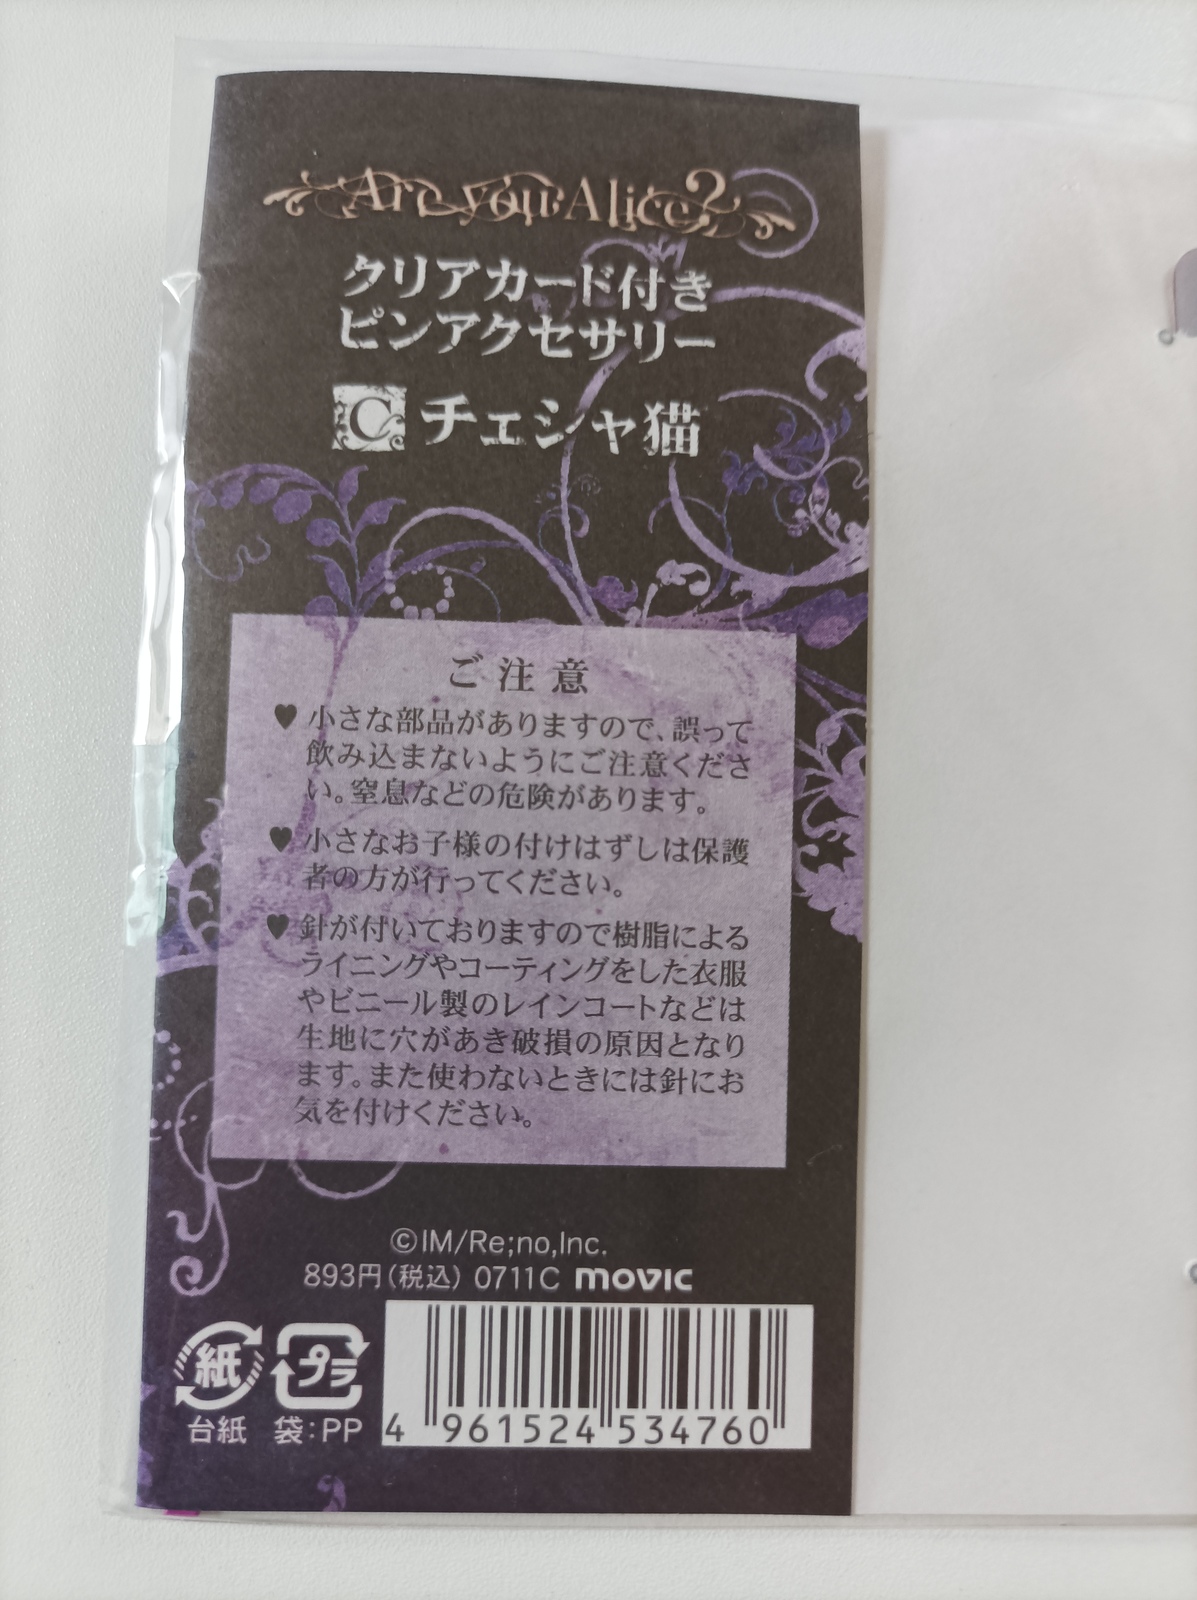 Are you Alice?
クリアカード付き
ピンアクセサリー
C チェシャ猫
ご注意
♥ 小さな部品がありますので、誤って
飲み込まないようにご注意くださ
い。窒息などの危険があります。
♥ 小さなお子様の付けはずしは保護
者の方が行ってください。
♥ 針が付いておりますので樹脂による
ライニングやコーティングをした衣服
やビニール製のレインコートなどは
生地に穴があき破損の原因となり
ます。また使わないときには針にお
気を付けください。
©IM/Re;no,Inc.
893円(税込) 0711C movic
紙 プラ
台紙 袋:PP
4 961524 534760